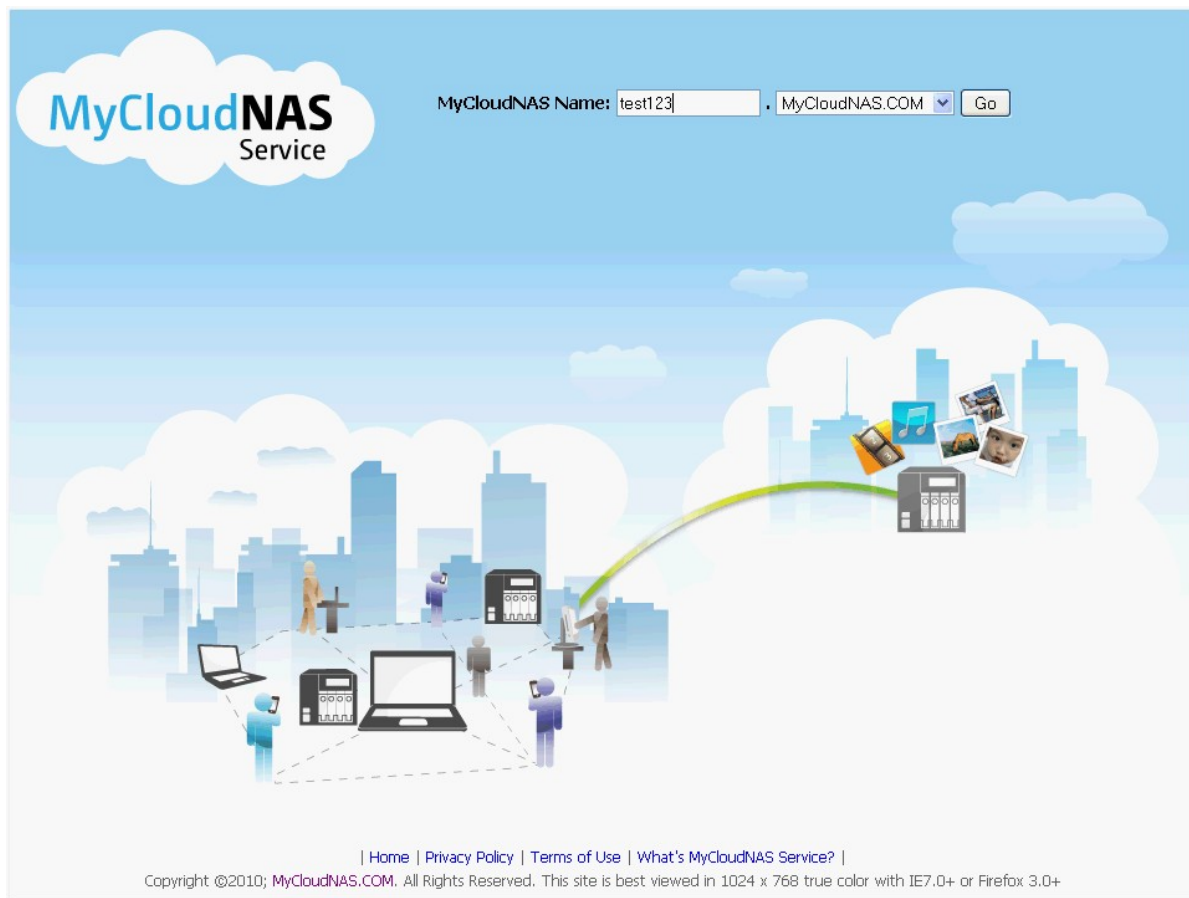 MyCloudNAS
Service
MyCloudNAS Name: test123 . MyCloudNAS.COM Go
| Home | Privacy Policy | Terms of Use | What's MyCloudNAS Service? |
Copyright ©2010; MyCloudNAS.COM. All Rights Reserved. This site is best viewed in 1024 x 768 true color with IE7.0+ or Firefox 3.0+